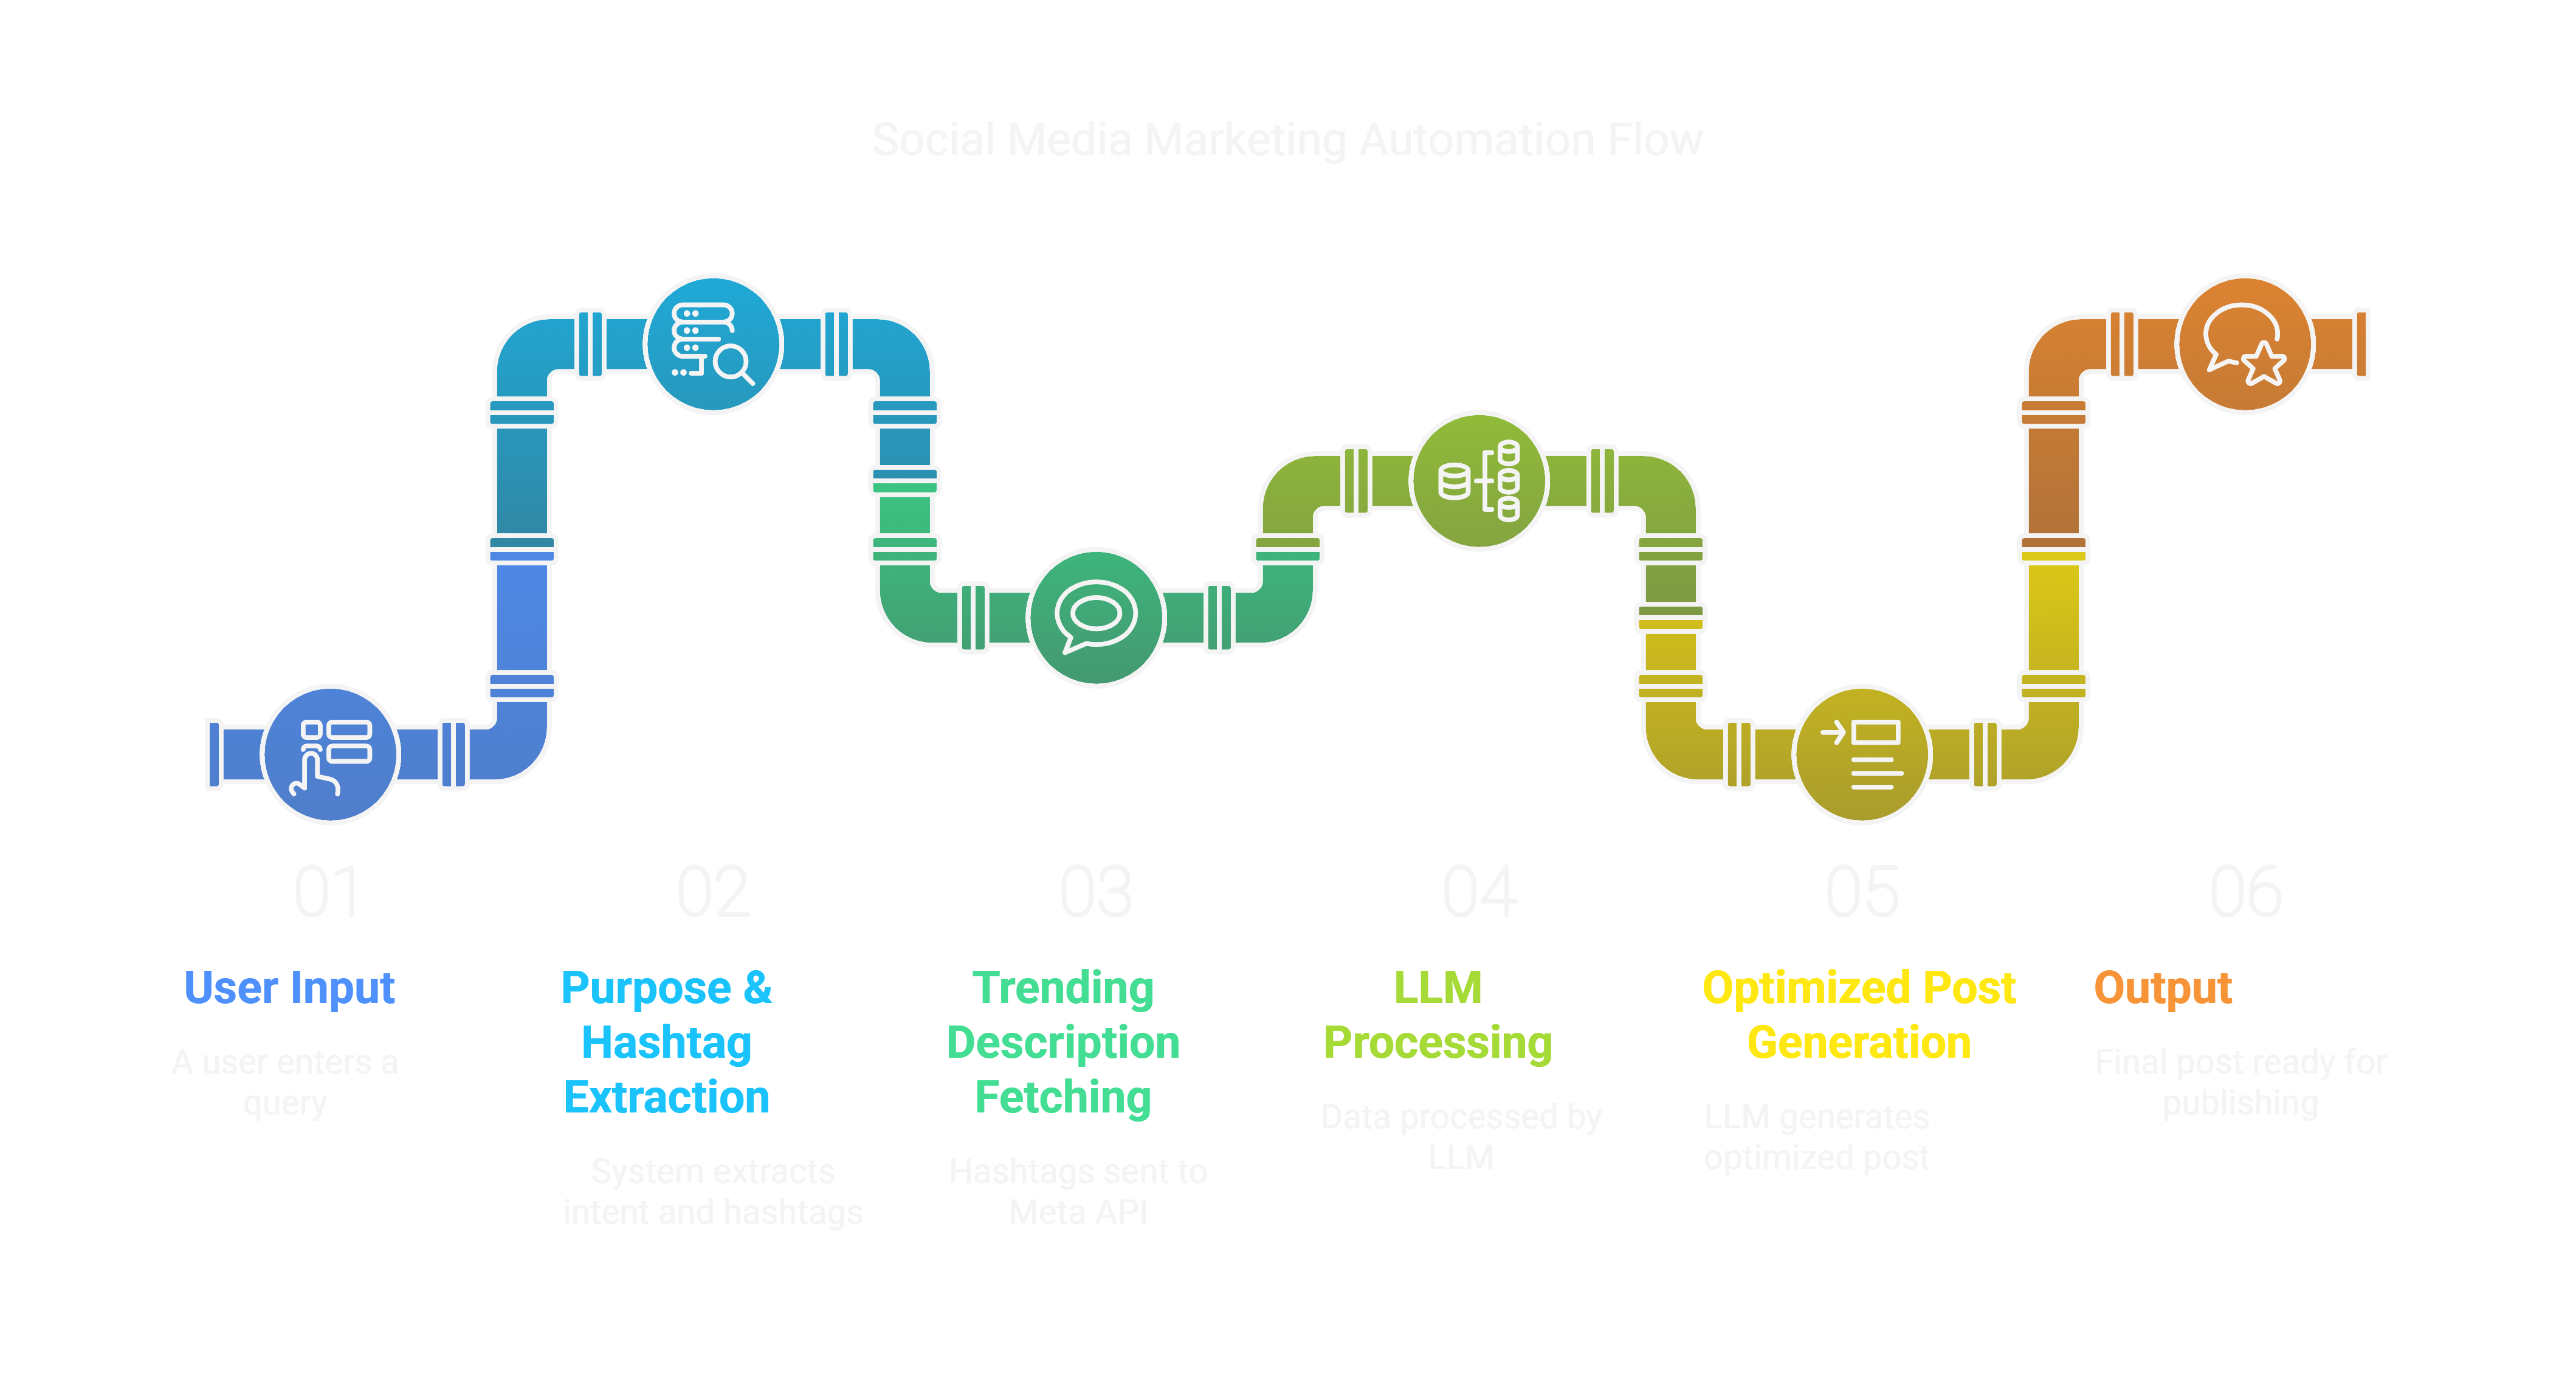 Social Media Marketing Automation Flow
01
User Input
A user enters a
query
02
Purpose &
Hashtag
Extraction
System extracts
intent and hashtags
03
Trending
Description
Fetching
Hashtags sent to
Meta API
04
LLM
Processing
Data processed by
LLM
05
Optimized Post
Generation
LLM generates
optimized post
06
Output
Final post ready for
publishing